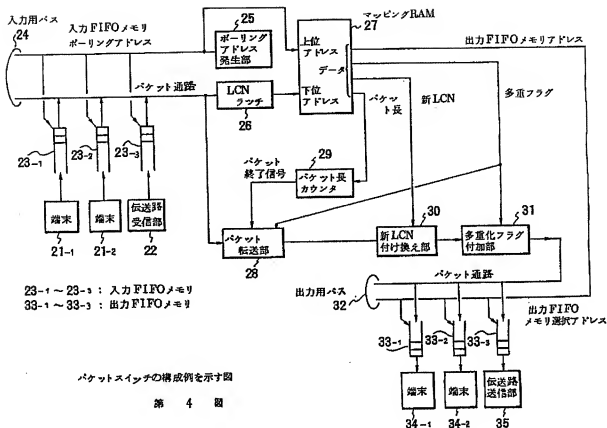 入力用バス
24
入力FIFOメモリ
ポーリングアドレス
25
ポーリング
アドレス
発生部
マッピングRAM
27
上位
アドレス
データ
下位
アドレス
出力FIFOメモリアドレス
パケット通路
LCN
ラッチ
26
パケット長
新LCN
多重フラグ
23-1
23-2
23-3
端末
21-1
端末
21-2
伝送路
受信部
22
パケット
終了信号
29
パケット長
カウンタ
パケット
転送部
28
30
新LCN
付け換え部
31
多重化フラグ
付加部
23-1~23-3: 入力FIFOメモリ
33-1~33-3: 出力FIFOメモリ
出力用バス
32
パケット通路
出力FIFO
メモリ選択アドレス
33-1
33-2
33-3
端末
34-1
端末
34-2
伝送路
送信部
35
パケットスイッチの構成例を示す図
第 4 図